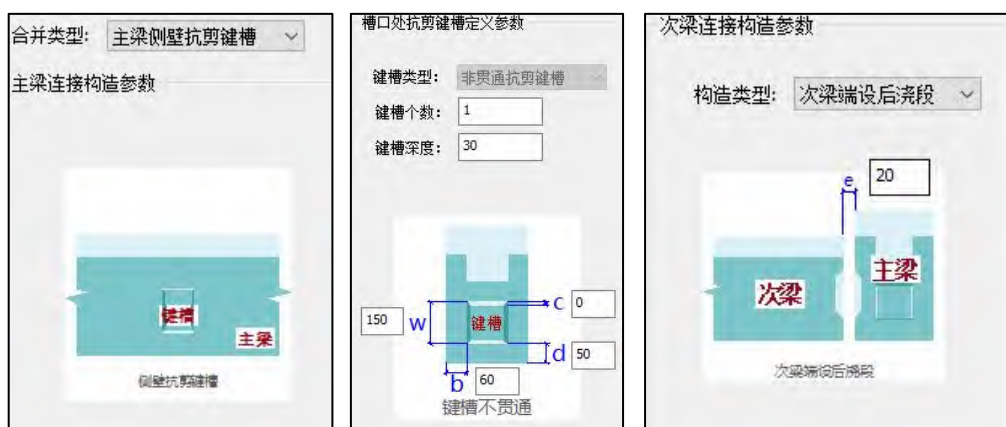 合并类型: 主梁侧壁抗剪键槽
主梁连接构造参数
键槽
主梁
侧壁抗剪键槽
槽口处抗剪键槽定义参数
键槽类型: 非贯通抗剪键槽
键槽个数: 1
键槽深度: 30
150 w 键槽 c 0
d 50
b 60
键槽不贯通
次梁连接构造参数
构造类型: 次梁端设后浇段
e 20
次梁 主梁
次梁端设后浇段